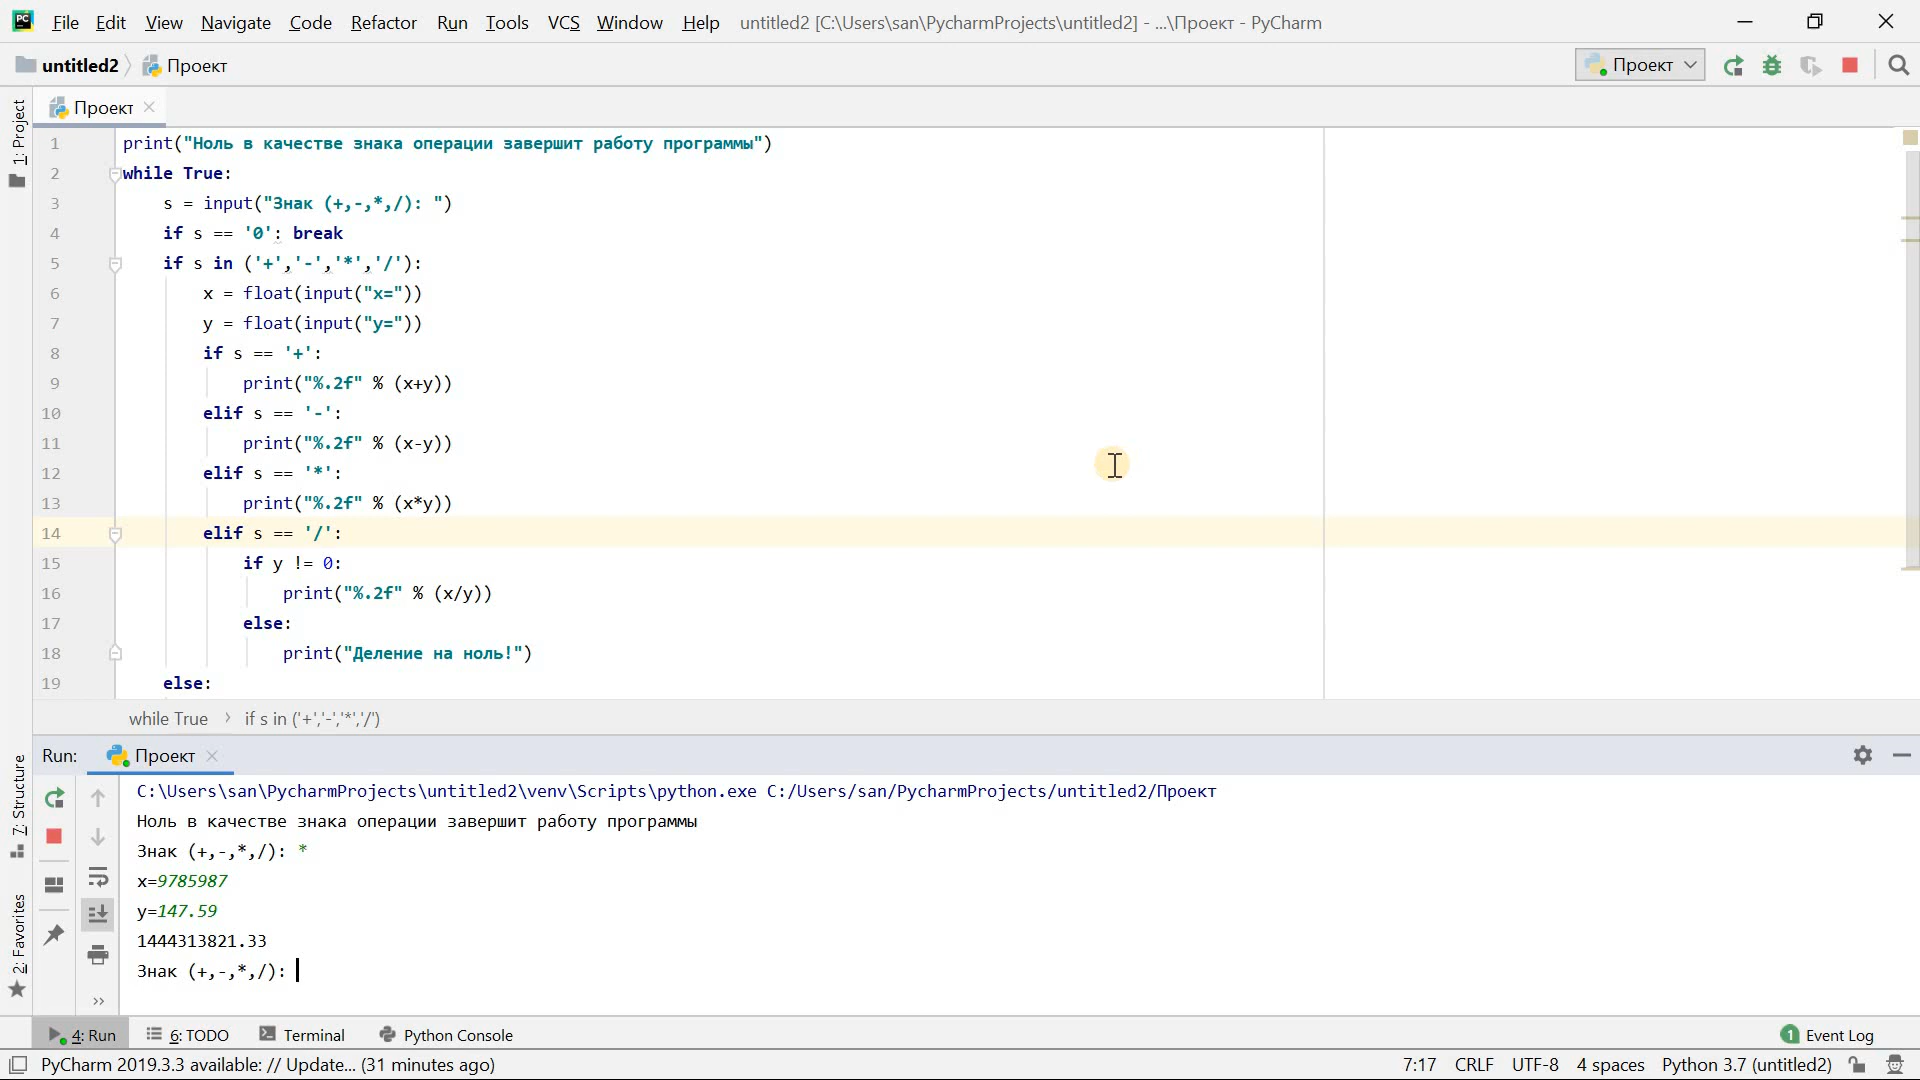 File Edit View Navigate Code Refactor Run Tools VCS Window Help untitled2 [C:\Users\san\PycharmProjects\untitled2] - ...\Проект - PyCharm
untitled2 Проект Проект
1: Project
Проект
1 print("Ноль в качестве знака операции завершит работу программы")
2 while True:
3 s = input("Знак (+,-,*,/): ")
4 if s == '0': break
5 if s in ('+','-','*','/'):
6 x = float(input("x="))
7 y = float(input("y="))
8 if s == '+':
9 print("%.2f" % (x+y))
10 elif s == '-':
11 print("%.2f" % (x-y))
12 elif s == '*':
13 print("%.2f" % (x*y))
14 elif s == '/':
15 if y != 0:
16 print("%.2f" % (x/y))
17 else:
18 print("Деление на ноль!")
19 else:
while True › if s in ('+','-','*','/')
7: Structure
2: Favorites
Run: Проект
C:\Users\san\PycharmProjects\untitled2\venv\Scripts\python.exe C:/Users/san/PycharmProjects/untitled2/Проект
Ноль в качестве знака операции завершит работу программы
Знак (+,-,*,/): *
x=9785987
y=147.59
1444313821.33
Знак (+,-,*,/):
4: Run 6: TODO Terminal Python Console 1 Event Log
PyCharm 2019.3.3 available: // Update... (31 minutes ago) 7:17 CRLF UTF-8 4 spaces Python 3.7 (untitled2)